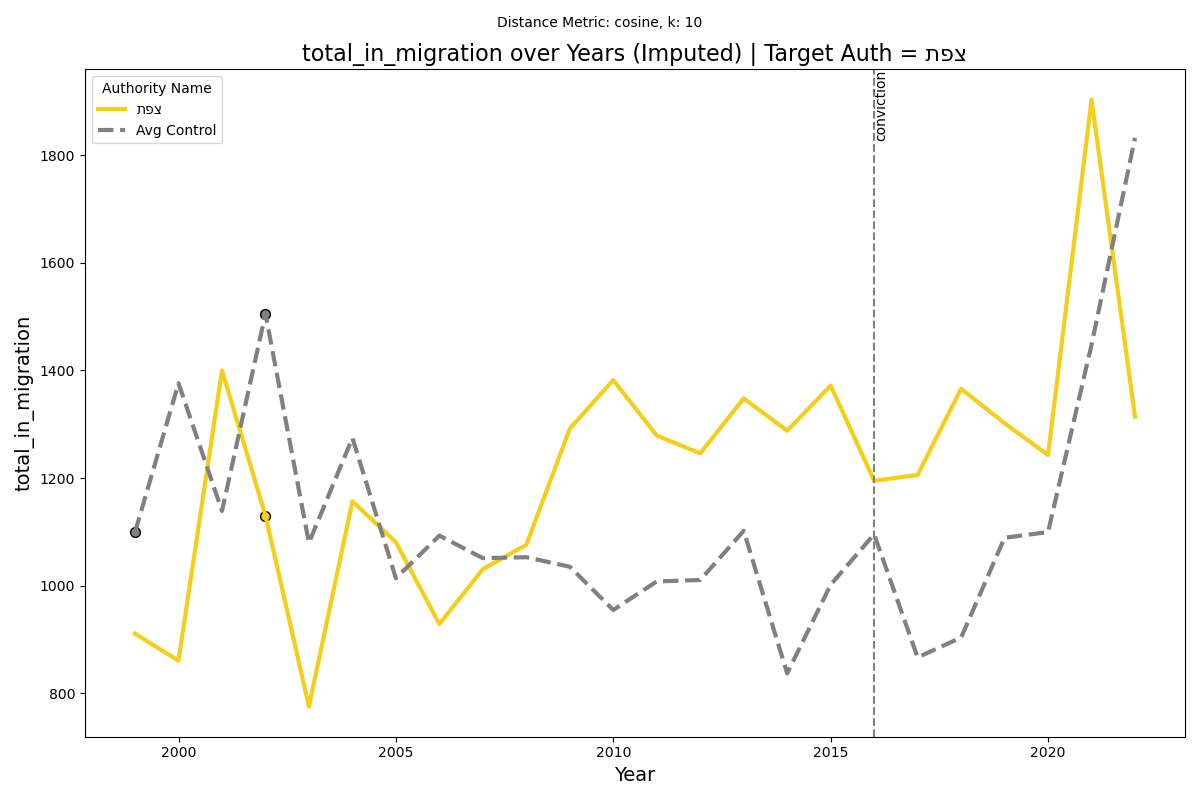 Distance Metric: cosine, k: 10
total_in_migration over Years (Imputed) | Target Auth = צפת
Authority Name
צפת
Avg Control
conviction
total_in_migration
1800
1600
1400
1200
1000
800
2000
2005
2010
2015
2020
Year